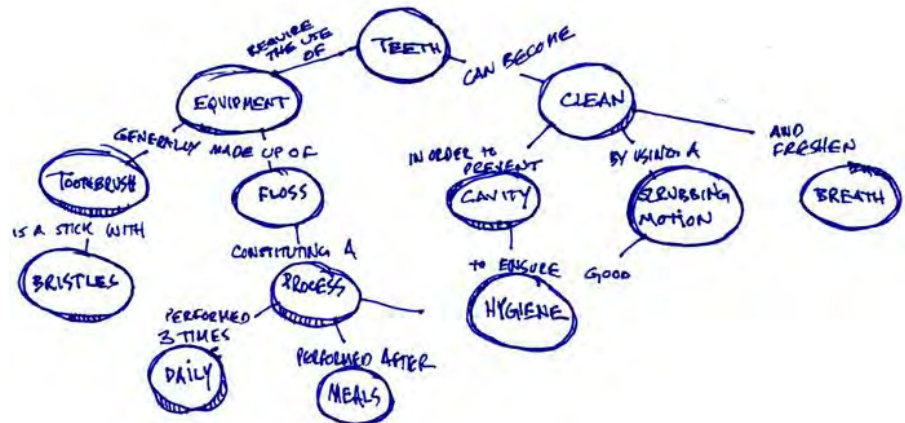 REQUIRE
THE USE
OF
TEETH
CAN BECOME
EQUIPMENT
CLEAN
GENERALLY
MADE UP OF
IN ORDER TO
PREVENT
BY USING A
AND
FRESHEN
TOOTHBRUSH
FLOSS
CAVITY
SCRUBBING
MOTION
BREATH
IS A STICK WITH
CONSTITUTING A
BRISTLES
PROCESS
TO ENSURE
GOOD
HYGIENE
PERFORMED
3 TIMES
PERFORMED AFTER
DAILY
MEALS